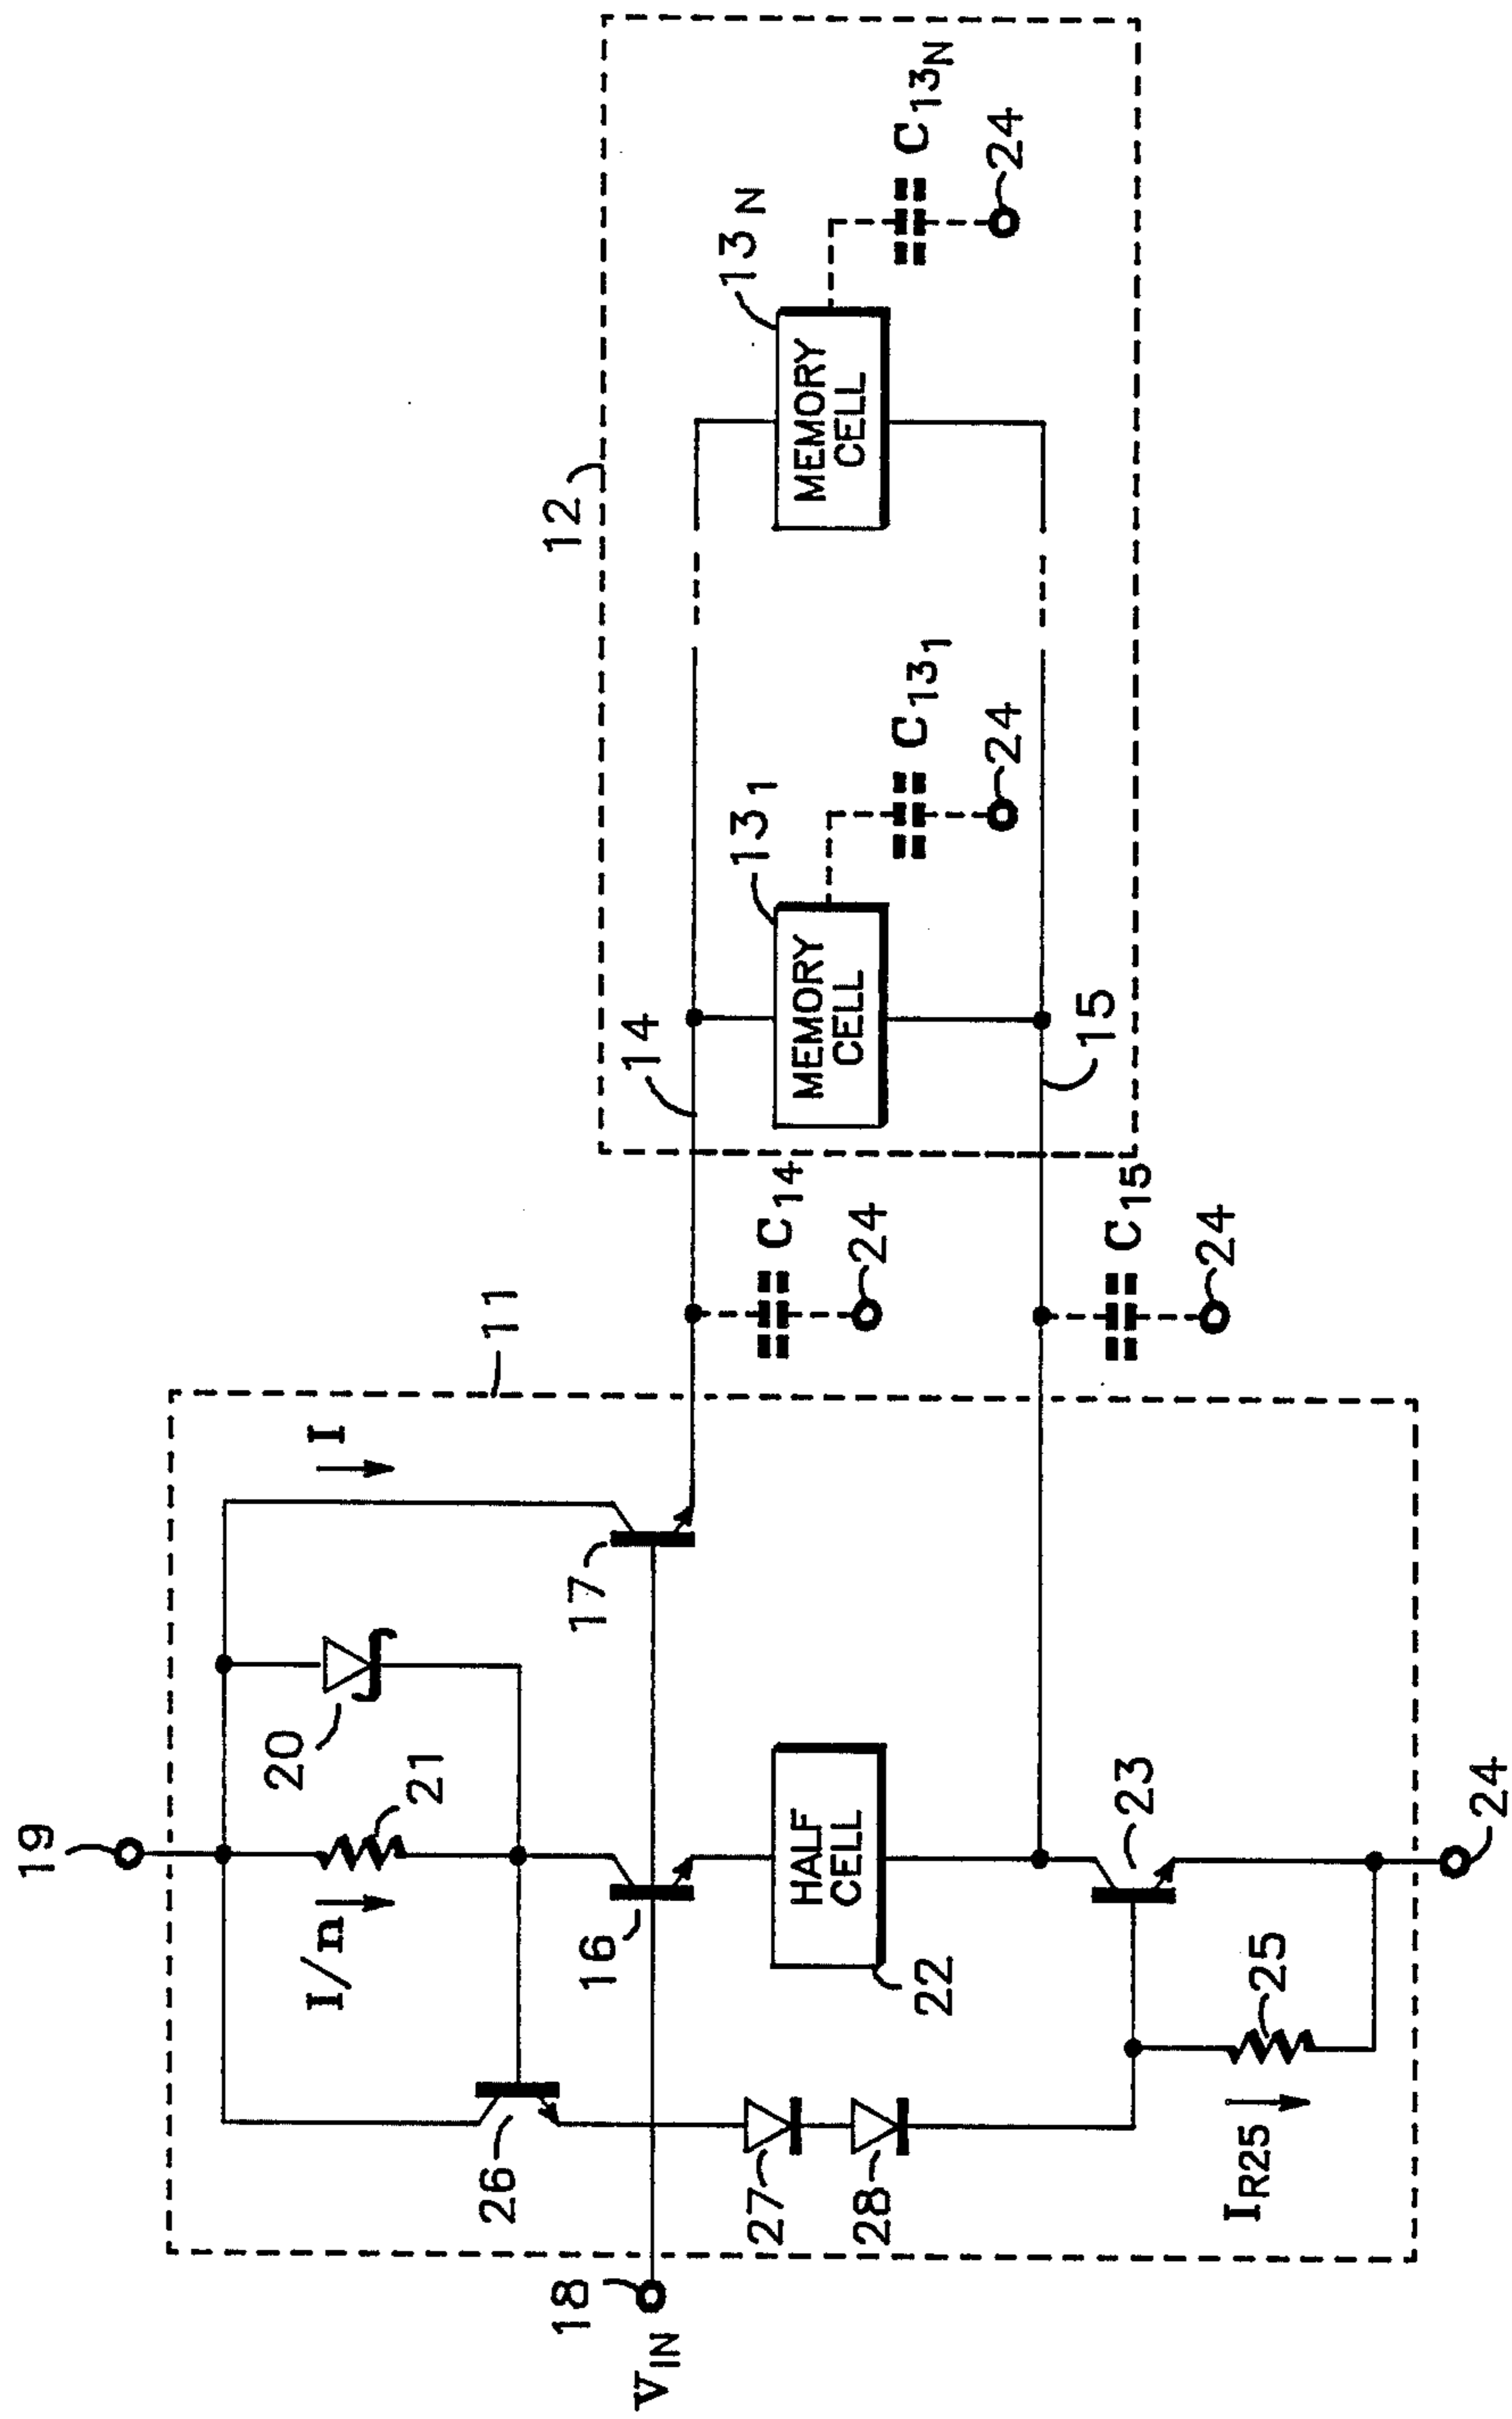 19
11
I
20
21
I/n
26
17
16
18
V_IN
HALF
CELL
22
27
28
23
25
I_R25
24
14
C_14
24
15
C_15
24
12
MEMORY
CELL
13_1
C_13_1
24
MEMORY
CELL
13_N
C_13_N
24